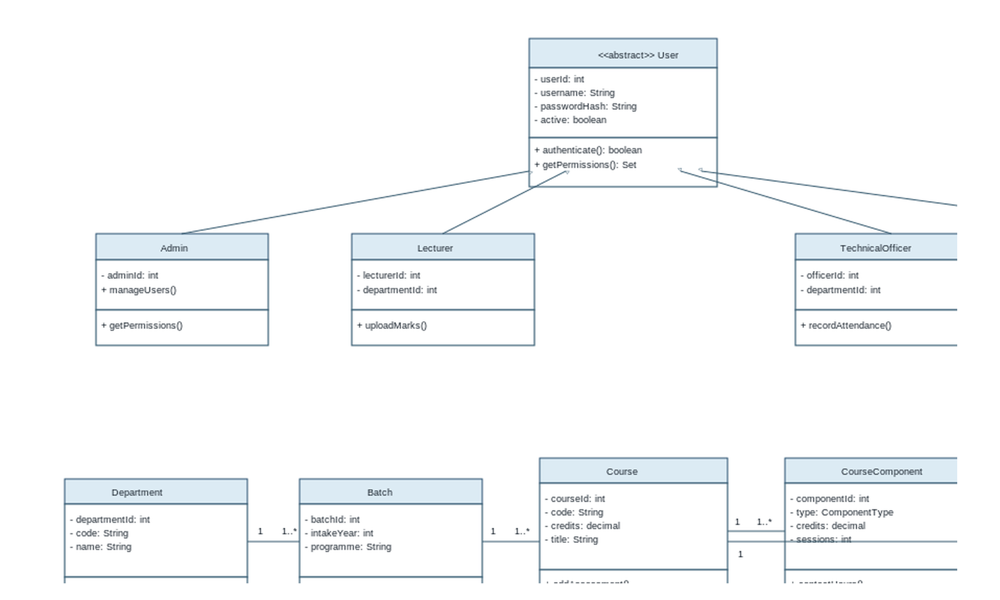 <<abstract>> User
- userId: int
- username: String
- passwordHash: String
- active: boolean
+ authenticate(): boolean
+ getPermissions(): Set
Admin
- adminId: int
+ manageUsers()
+ getPermissions()
Lecturer
- lecturerId: int
- departmentId: int
+ uploadMarks()
TechnicalOfficer
- officerId: int
- departmentId: int
+ recordAttendance()
Department
- departmentId: int
- code: String
- name: String
1 1..*
Batch
- batchId: int
- intakeYear: int
- programme: String
1 1..*
Course
- courseId: int
- code: String
- credits: decimal
- title: String
1 1..*
1
CourseComponent
- componentId: int
- type: ComponentType
- credits: decimal
- sessions: int